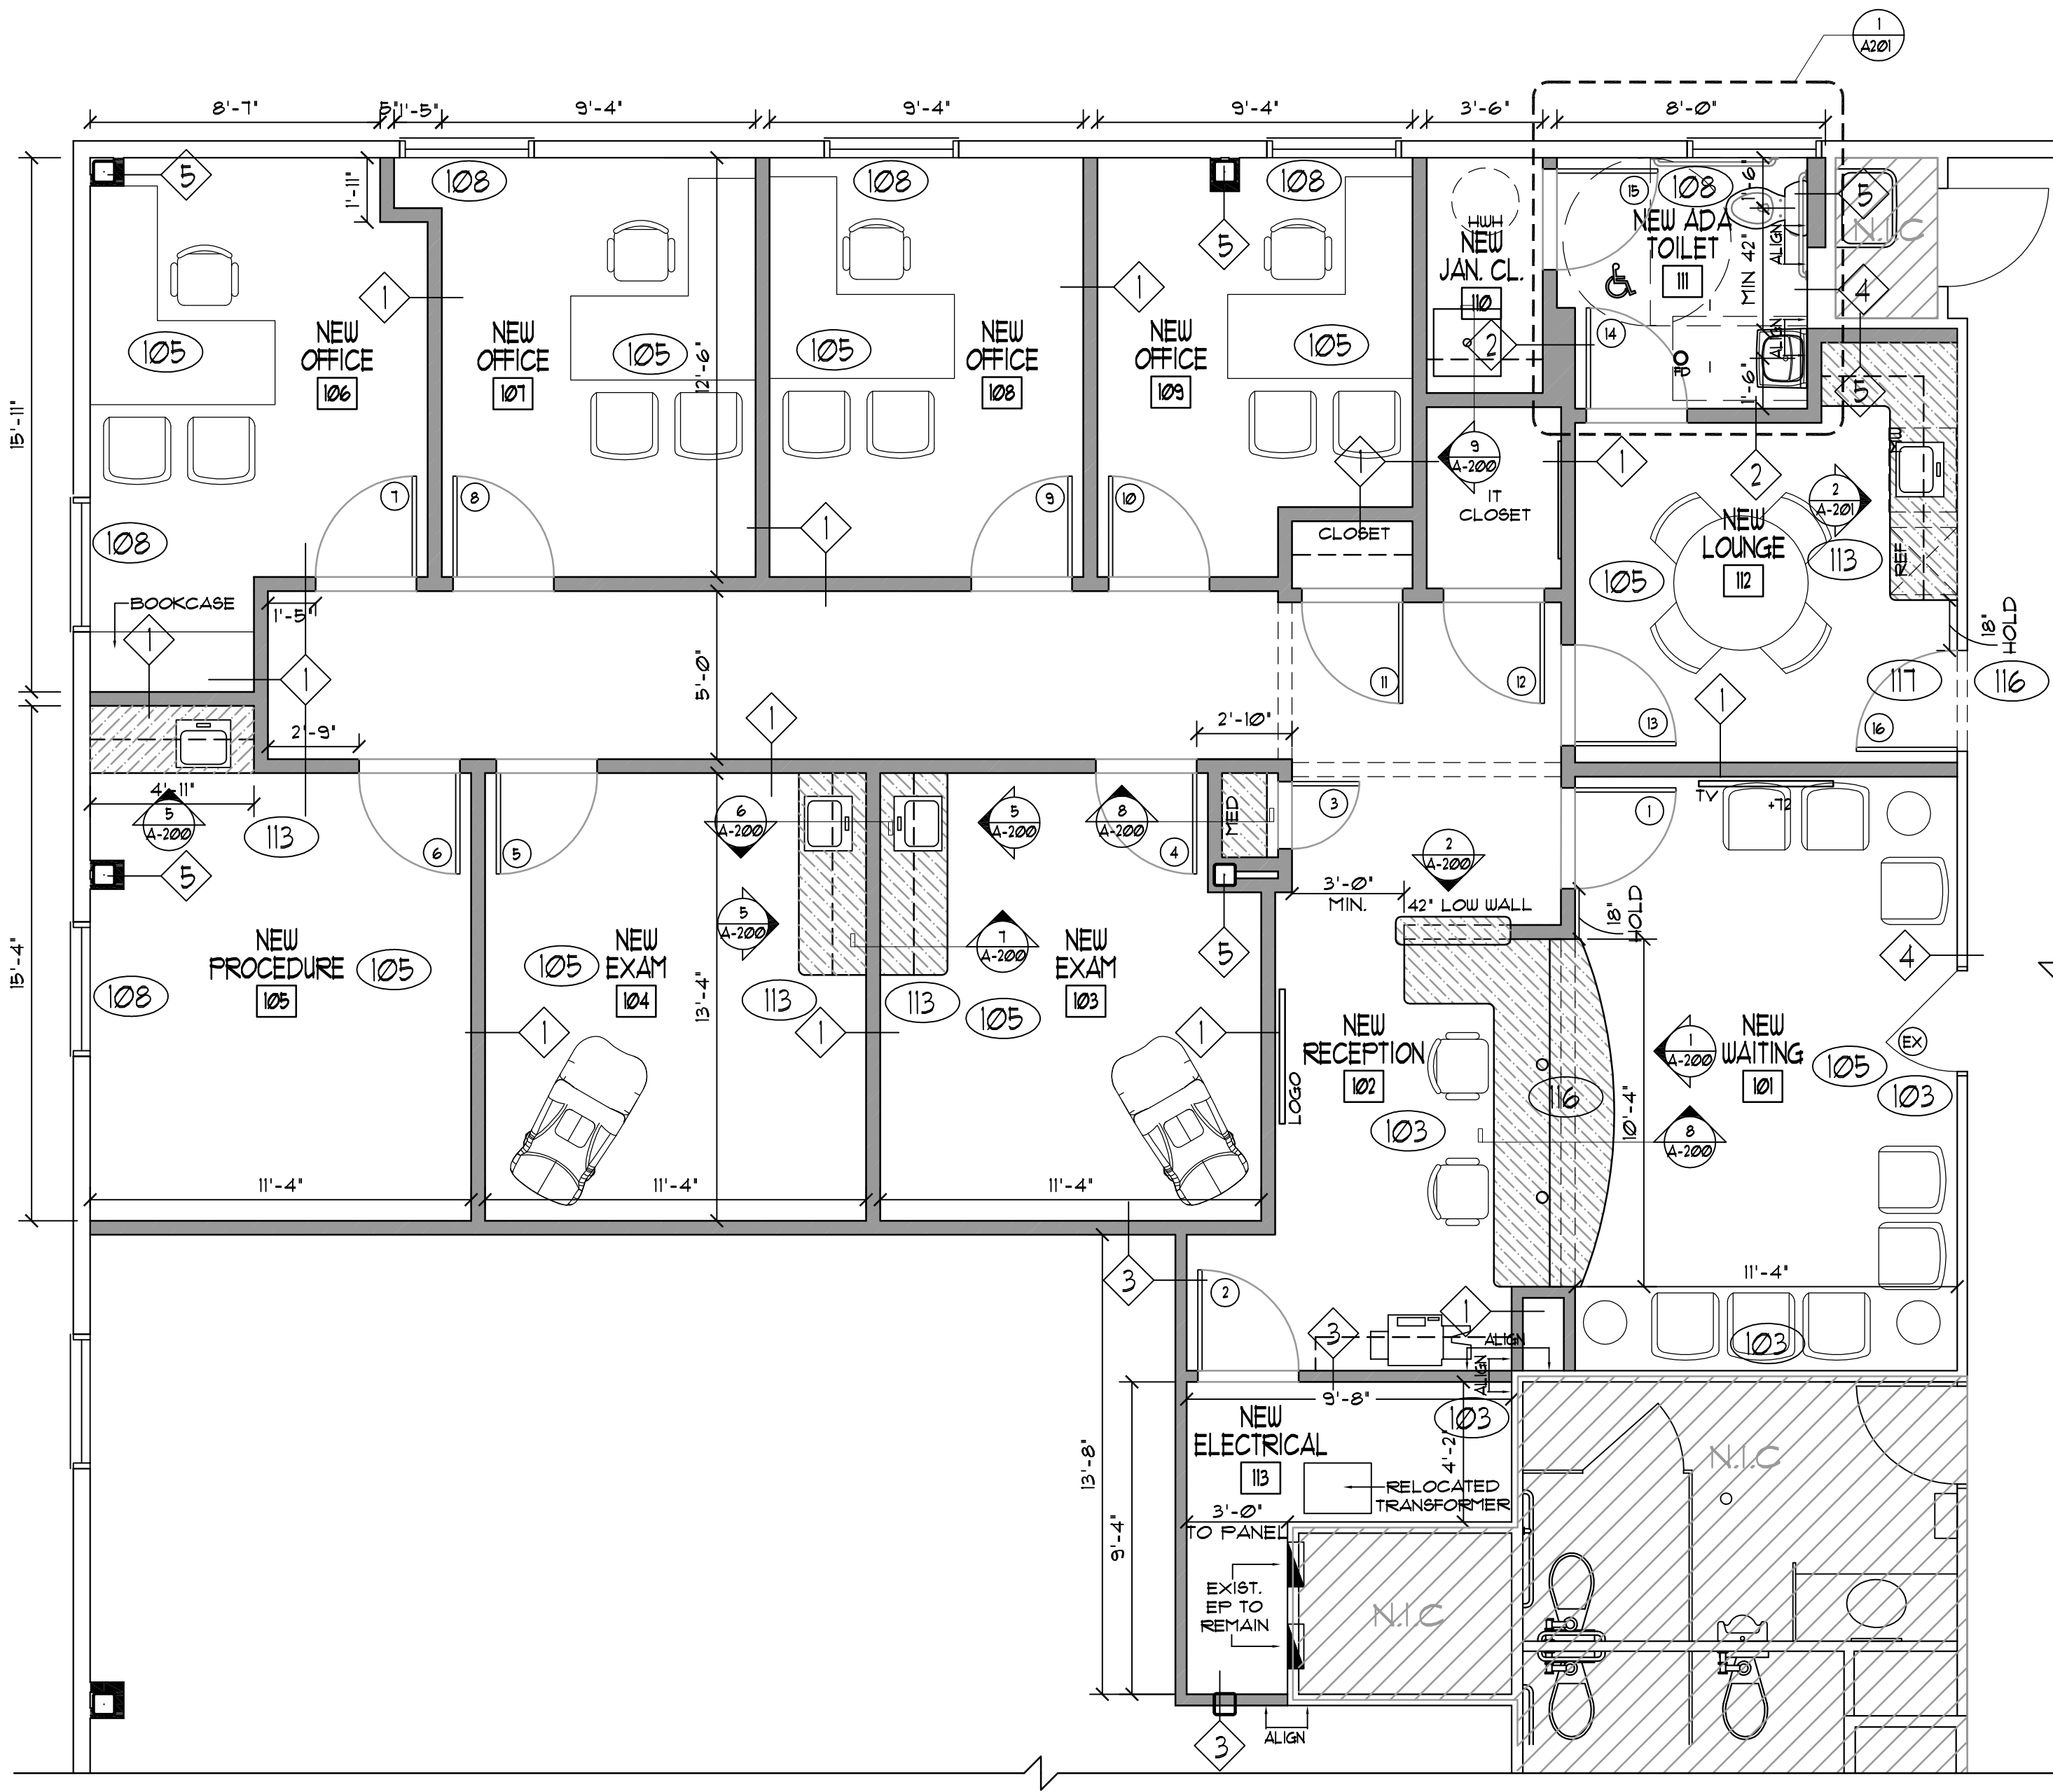 1
A201
8'-7"
5"
1'-5"
9'-4"
9'-4"
9'-4"
3'-6"
8'-0"
5
108
108
108
15
108
1'-6"
5
N.I.C
1'-11"
5
HWH
NEW
JAN. CL.
110
NEW ADA
TOILET
111
MIN 42"
ALIGN
4
1
1
2
14
ALIGN
1'-6"
5
105
NEW
OFFICE
106
NEW
OFFICE
107
105
12'-6"
105
NEW
OFFICE
108
NEW
OFFICE
109
105
15'-11"
7
8
9
10
1
9
A-200
1
2
2
A-201
IT
CLOSET
CLOSET
NEW
LOUNGE
112
113
REF
108
1
105
BOOKCASE
1'-5"
1
1
5'-0"
11
12
18"
HOLD
117
116
1
13
16
2'-9"
1
2'-10"
4'-11"
5
A-200
113
6
5
6
A-200
5
A-200
8
A-200
4
MED
3
TV
+72
1
2
A-200
5
3'-0"
MIN.
42" LOW WALL
18"
HOLD
5
A-200
7
A-200
5
4
15'-4"
NEW
PROCEDURE
105
105
108
105
NEW
EXAM
104
13'-4"
113
113
105
NEW
EXAM
103
1
1
1
NEW
RECEPTION
102
LOGO
103
116
10'-4"
1
A-200
NEW
WAITING
101
EX
105
103
8
A-200
11'-4"
11'-4"
11'-4"
11'-4"
3
2
3
1
ALIGN
ALIGN
103
9'-8"
103
NEW
ELECTRICAL
113
4'-2"
N.I.C
13'-8"
RELOCATED
TRANSFORMER
3'-0"
TO PANEL
9'-4"
EXIST.
EP TO
REMAIN
N.I.C
3
ALIGN